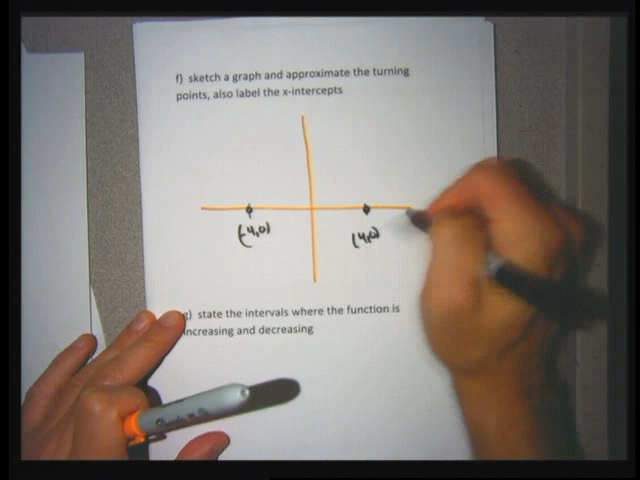 f) sketch a graph and approximate the turning
points, also label the x-intercepts
(-4,0)
(4,0)
g) state the intervals where the function is
increasing and decreasing